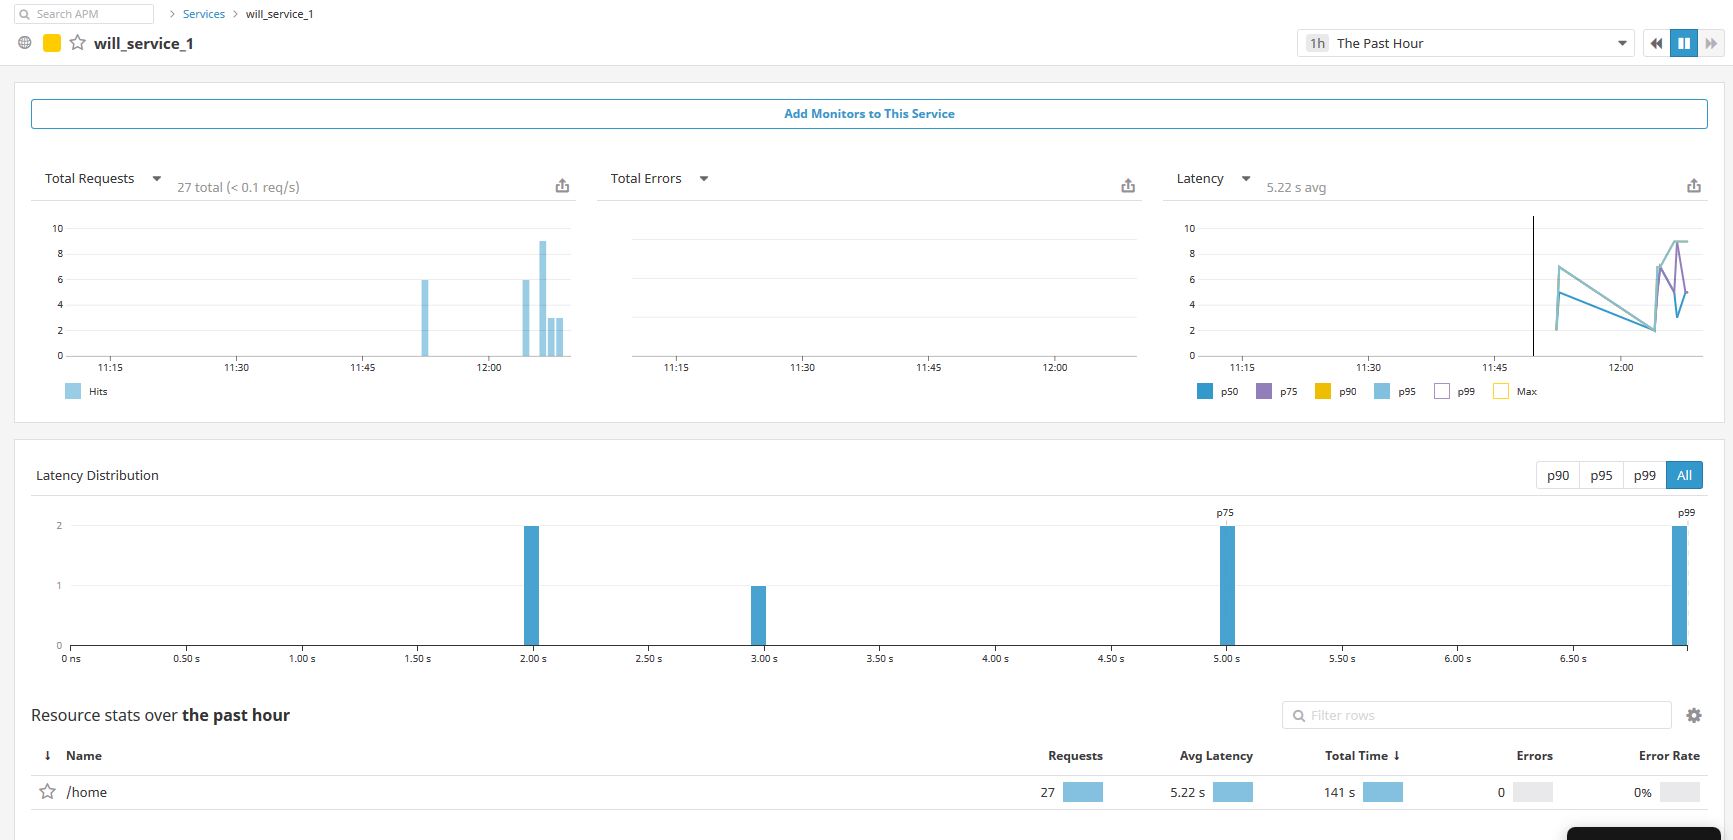 Search APM > Services > will_service_1
will_service_1
1h The Past Hour
Add Monitors to This Service
Total Requests 27 total (< 0.1 req/s)
10
8
6
4
2
0
11:15 11:30 11:45 12:00
Hits
Total Errors
11:15 11:30 11:45 12:00
Latency 5.22 s avg
10
8
6
4
2
0
11:15 11:30 11:45 12:00
p50 p75 p90 p95 p99 Max
Latency Distribution
p90 p95 p99 All
p75 p99
2
1
0
0 ns 0.50 s 1.00 s 1.50 s 2.00 s 2.50 s 3.00 s 3.50 s 4.00 s 4.50 s 5.00 s 5.50 s 6.00 s 6.50 s
Resource stats over the past hour
Filter rows
↓ Name Requests Avg Latency Total Time ↓ Errors Error Rate
/home 27 5.22 s 141 s 0 0%